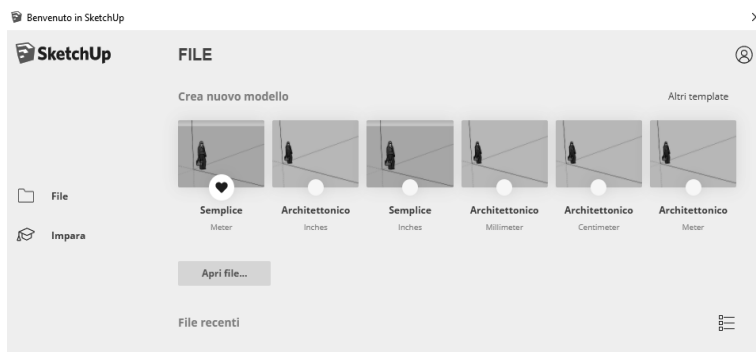 Benvenuto in SketchUp
SketchUp
FILE
Crea nuovo modello
Altri template
Semplice
Meter
Architettonico
Inches
Semplice
Inches
Architettonico
Millimeter
Architettonico
Centimeter
Architettonico
Meter
File
Impara
Apri file...
File recenti